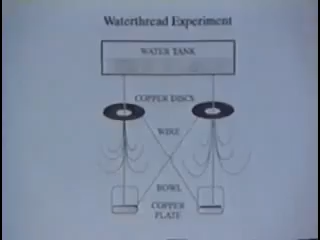 Waterthread Experiment
WATER TANK
COPPER DISCS
WIRE
BOWL
COPPER
PLATE